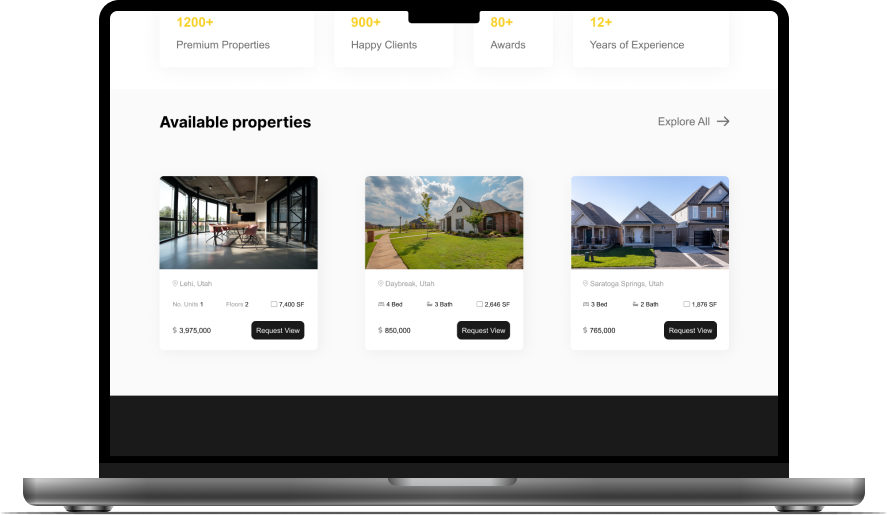 1200+ 900+ 80+ 12+
Premium Properties Happy Clients Awards Years of Experience
Available properties Explore All
Lehi, Utah Daybreak, Utah Saratoga Springs, Utah
No. Units 1 Floors 2 7,400 SF 4 Bed 3 Bath 2,646 SF 3 Bed 2 Bath 1,876 SF
$ 3,975,000 Request View $ 850,000 Request View $ 765,000 Request View